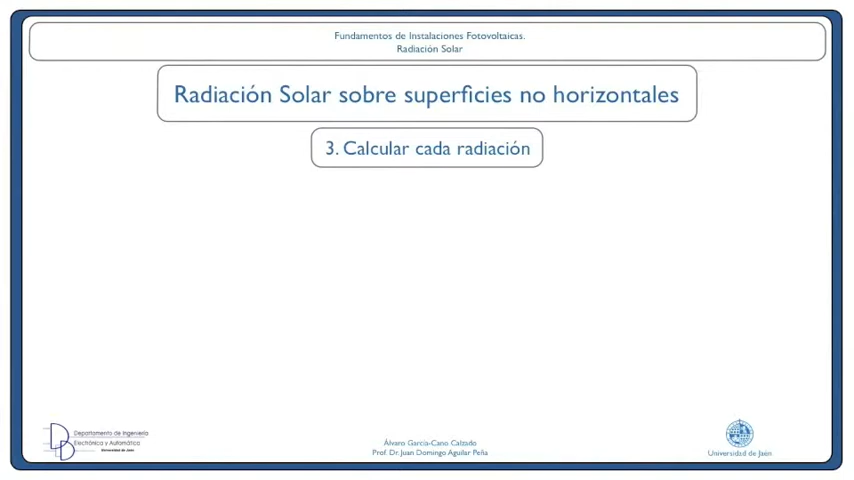 Fundamentos de Instalaciones Fotovoltaicas.
Radiación Solar
Radiación Solar sobre superficies no horizontales
3. Calcular cada radiación
Departamento de Ingeniería
Electrónica y Automática
Universidad de Jaén
Álvaro García-Cano Calzado
Prof. Dr. Juan Domingo Aguilar Peña
Universidad de Jaén